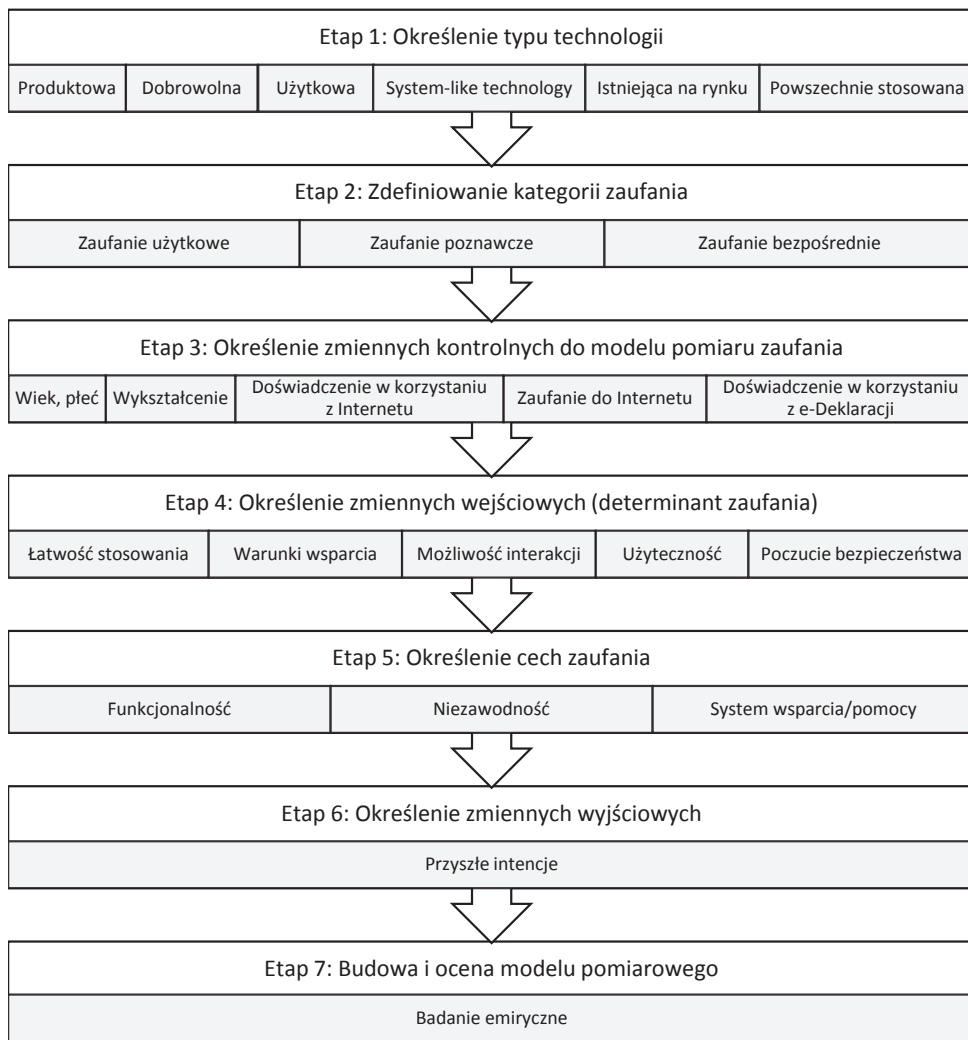 Etap 1: Określenie typu technologii
Produktowa Dobrowolna Użytkowa System-like technology Istniejąca na rynku Powszechnie stosowana
Etap 2: Zdefiniowanie kategorii zaufania
Zaufanie użytkowe Zaufanie poznawcze Zaufanie bezpośrednie
Etap 3: Określenie zmiennych kontrolnych do modelu pomiaru zaufania
Wiek, płeć Wykształcenie Doświadczenie w korzystaniu
z Internetu
Zaufanie do Internetu
Doświadczenie w korzystaniu
z e-Deklaracji
Etap 4: Określenie zmiennych wejściowych (determinant zaufania)
Łatwość stosowania Warunki wsparcia Możliwość interakcji Użyteczność Poczucie bezpieczeństwa
Etap 5: Określenie cech zaufania
Funkcjonalność Niezawodność System wsparcia/pomocy
Etap 6: Określenie zmiennych wyjściowych
Przyszłe intencje
Etap 7: Budowa i ocena modelu pomiarowego
Badanie emiryczne